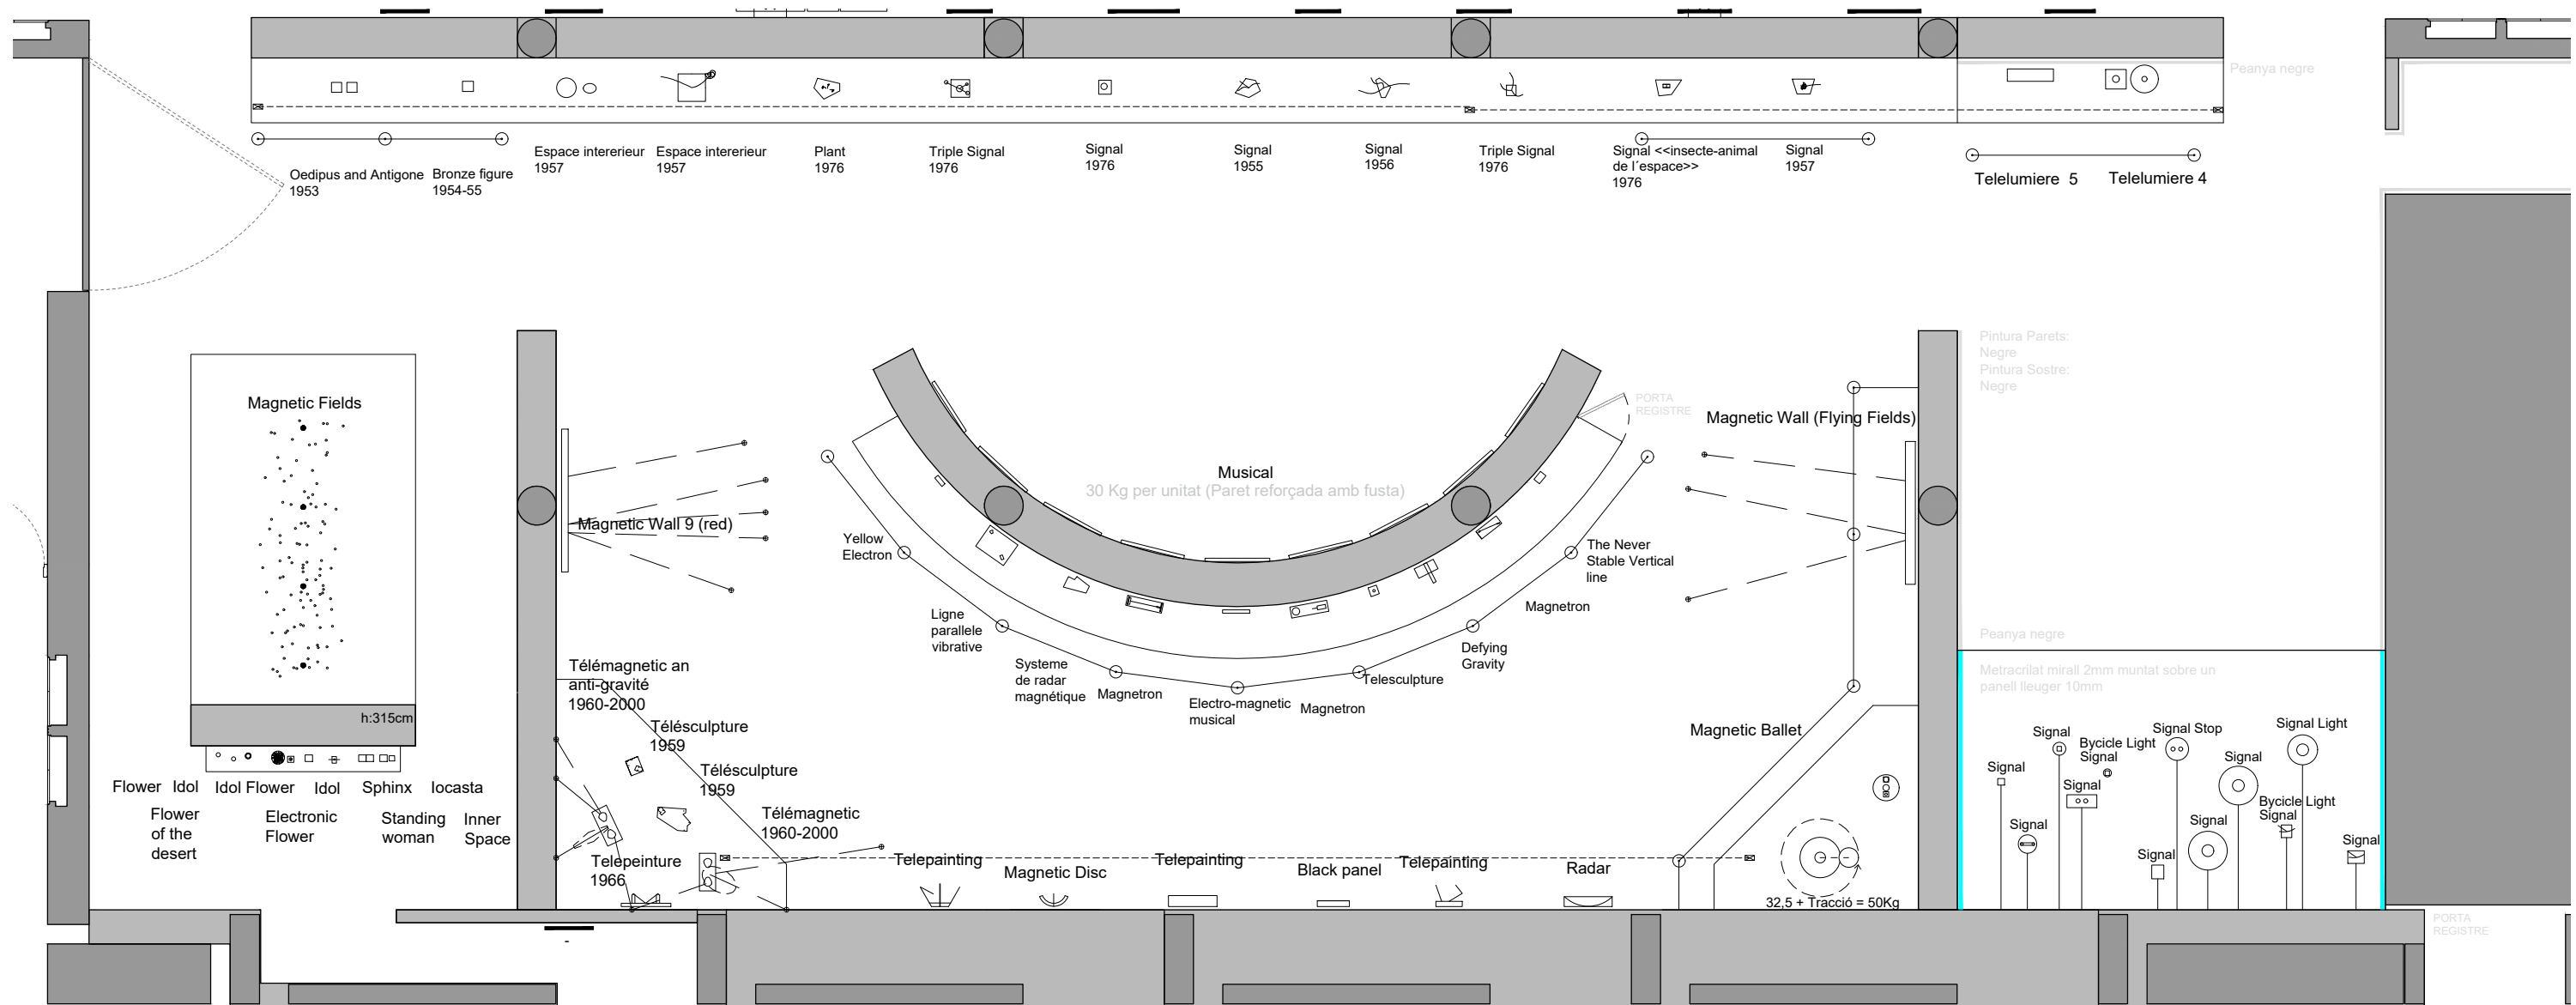 Peanya negre
Oedipus and Antigone
1953
Bronze figure
1954-55
Espace intererieur
1957
Espace intererieur
1957
Plant
1976
Triple Signal
1976
Signal
1976
Signal
1955
Signal
1956
Triple Signal
1976
Signal <<insecte-animal
de l´espace>>
1976
Signal
1957
Telelumiere 5
Telelumiere 4
Pintura Parets:
Negre
Pintura Sostre:
Negre
Magnetic Fields
h:315cm
Flower
Idol
Idol Flower
Idol
Sphinx
Iocasta
Flower
of the
desert
Electronic
Flower
Standing
woman
Inner
Space
Magnetic Wall 9 (red)
Musical
30 Kg per unitat (Paret reforçada amb fusta)
PORTA
REGISTRE
Magnetic Wall (Flying Fields)
Yellow
Electron
Ligne
parallele
vibrative
Systeme
de radar
magnétique
Magnetron
Electro-magnetic
musical
Magnetron
Telesculpture
Defying
Gravity
Magnetron
The Never
Stable Vertical
line
Télémagnetic an
anti-gravité
1960-2000
Télésculpture
1959
Télésculpture
1959
Télémagnetic
1960-2000
Telepeinture
1966
Telepainting
Magnetic Disc
Telepainting
Black panel
Telepainting
Radar
Magnetic Ballet
32,5 + Tracció = 50Kg
Peanya negre
Metracrilat mirall 2mm muntat sobre un
panell lleuger 10mm
Signal
Signal
Signal
Bycicle Light
Signal
Signal
Signal Stop
Signal
Signal
Signal
Signal Light
Bycicle Light
Signal
Signal
PORTA
REGISTRE
-